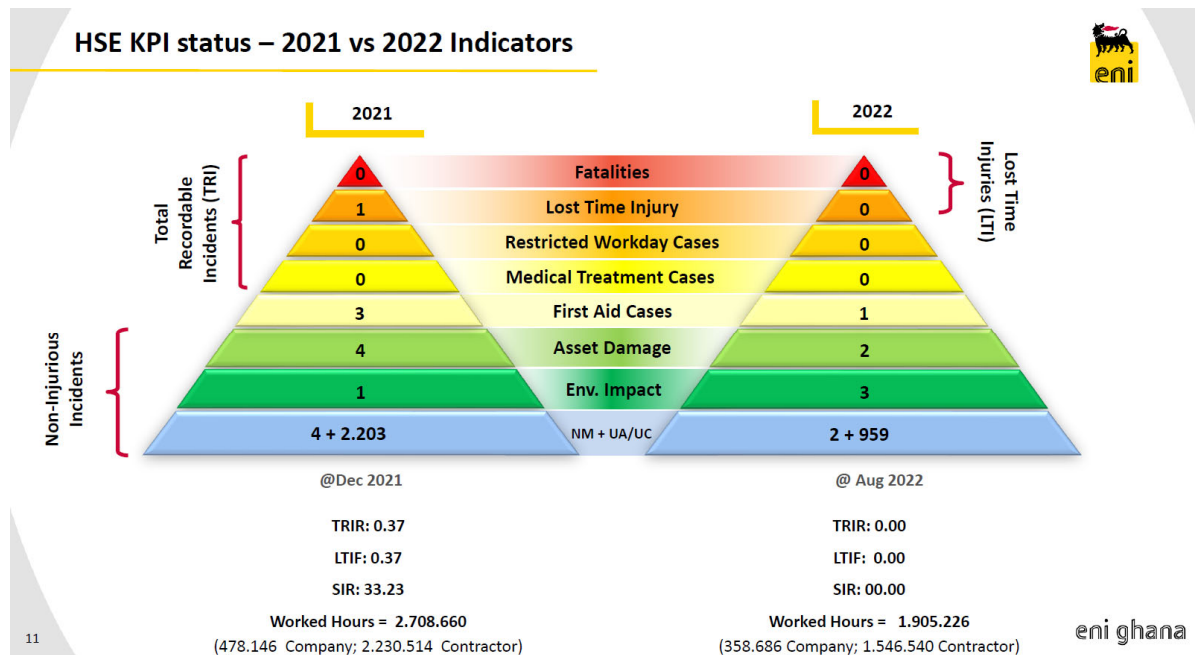 HSE KPI status – 2021 vs 2022 Indicators
eni
2021
2022
Total
Recordable
Incidents (TRI)
Lost Time
Injuries (LTI)
0
Fatalities
0
1
Lost Time Injury
0
0
Restricted Workday Cases
0
0
Medical Treatment Cases
0
3
First Aid Cases
1
Non-Injurious
Incidents
4
Asset Damage
2
1
Env. Impact
3
4 + 2.203
NM + UA/UC
2 + 959
@Dec 2021
@ Aug 2022
TRIR: 0.37
TRIR: 0.00
LTIF: 0.37
LTIF: 0.00
SIR: 33.23
SIR: 00.00
Worked Hours = 2.708.660
Worked Hours = 1.905.226
(478.146 Company; 2.230.514 Contractor)
(358.686 Company; 1.546.540 Contractor)
11
eni ghana